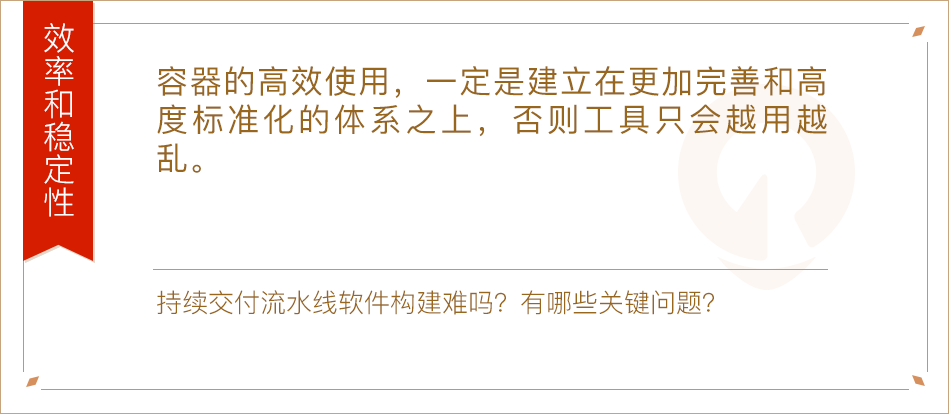 效率和稳定性
容器的高效使用，一定是建立在更加完善和高
度标准化的体系之上，否则工具只会越用越
乱。
持续交付流水线软件构建难吗？有哪些关键问题？